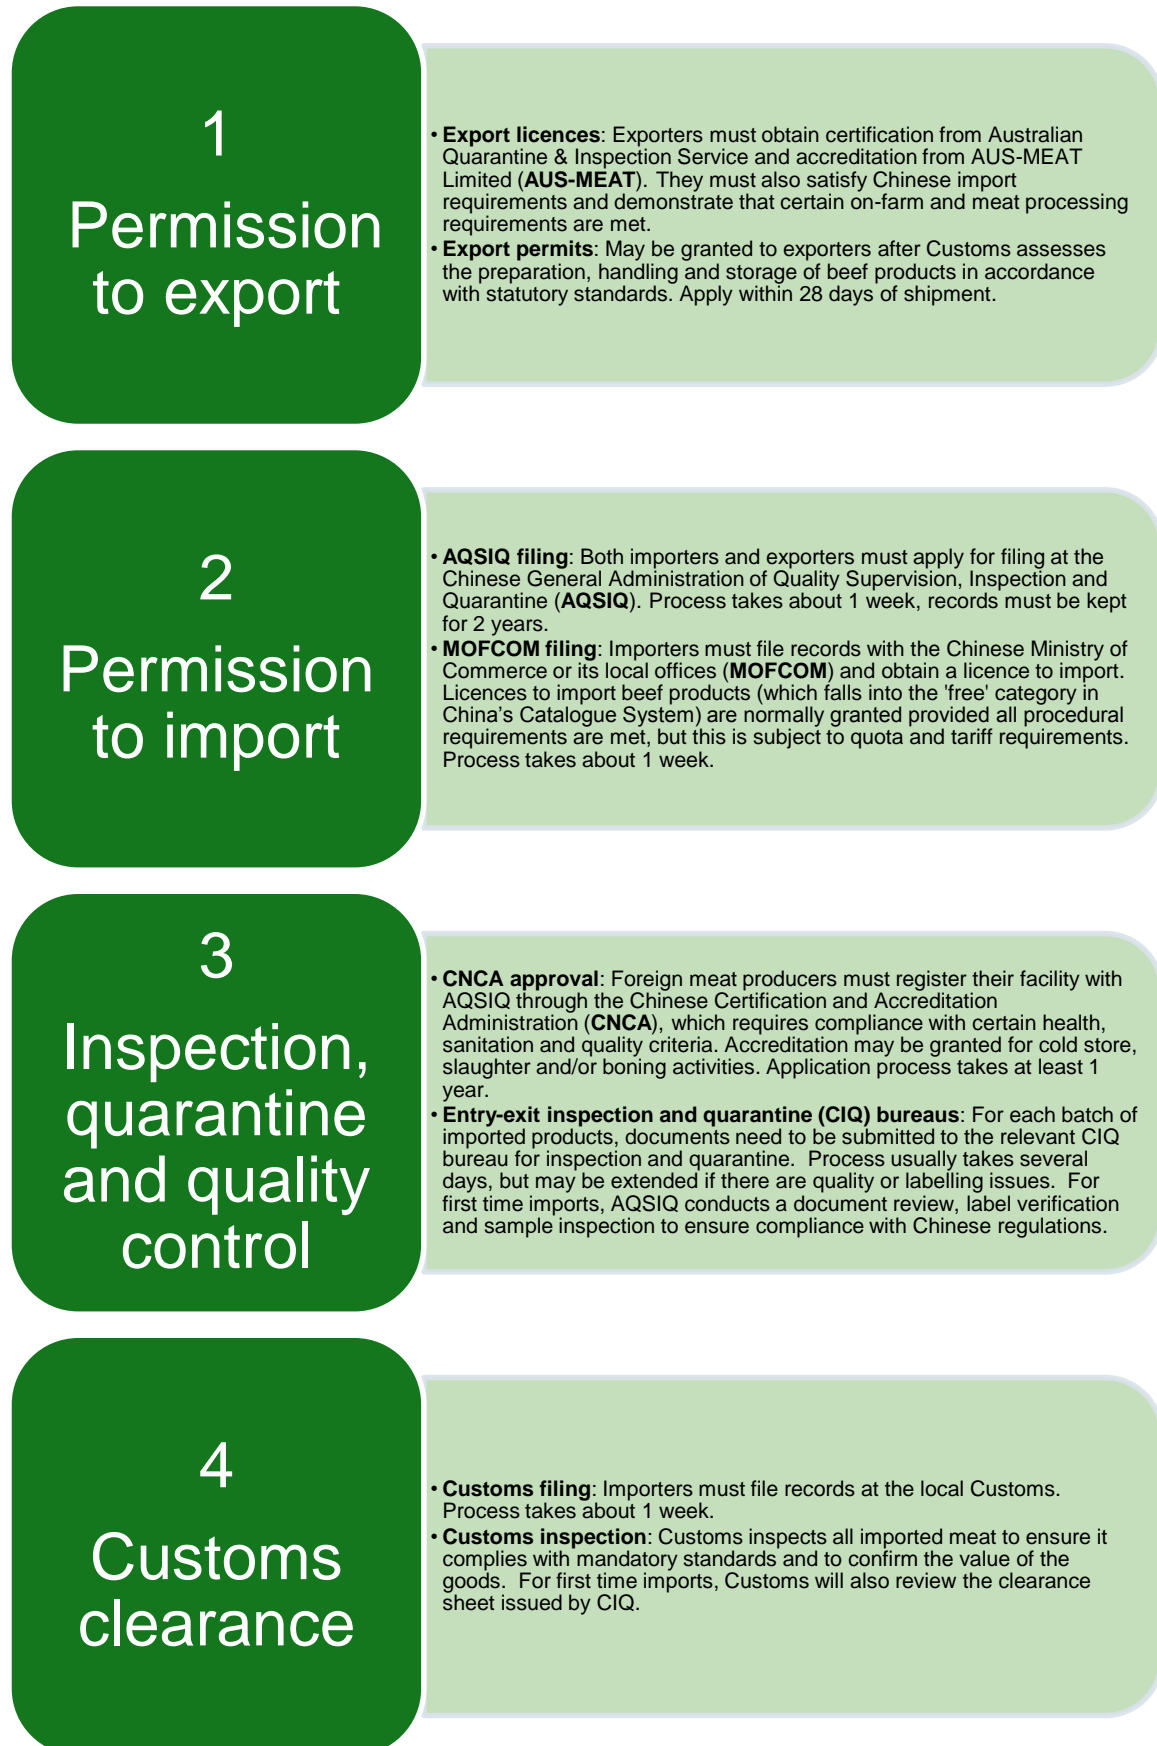 1
Permission
to export
• Export licences: Exporters must obtain certification from Australian
Quarantine & Inspection Service and accreditation from AUS-MEAT
Limited (AUS-MEAT). They must also satisfy Chinese import
requirements and demonstrate that certain on-farm and meat processing
requirements are met.
• Export permits: May be granted to exporters after Customs assesses
the preparation, handling and storage of beef products in accordance
with statutory standards. Apply within 28 days of shipment.
2
Permission
to import
• AQSIQ filing: Both importers and exporters must apply for filing at the
Chinese General Administration of Quality Supervision, Inspection and
Quarantine (AQSIQ). Process takes about 1 week, records must be kept
for 2 years.
• MOFCOM filing: Importers must file records with the Chinese Ministry of
Commerce or its local offices (MOFCOM) and obtain a licence to import.
Licences to import beef products (which falls into the 'free' category in
China's Catalogue System) are normally granted provided all procedural
requirements are met, but this is subject to quota and tariff requirements.
Process takes about 1 week.
3
Inspection,
quarantine
and quality
control
• CNCA approval: Foreign meat producers must register their facility with
AQSIQ through the Chinese Certification and Accreditation
Administration (CNCA), which requires compliance with certain health,
sanitation and quality criteria. Accreditation may be granted for cold store,
slaughter and/or boning activities. Application process takes at least 1
year.
• Entry-exit inspection and quarantine (CIQ) bureaus: For each batch of
imported products, documents need to be submitted to the relevant CIQ
bureau for inspection and quarantine. Process usually takes several
days, but may be extended if there are quality or labelling issues. For
first time imports, AQSIQ conducts a document review, label verification
and sample inspection to ensure compliance with Chinese regulations.
4
Customs
clearance
• Customs filing: Importers must file records at the local Customs.
Process takes about 1 week.
• Customs inspection: Customs inspects all imported meat to ensure it
complies with mandatory standards and to confirm the value of the
goods. For first time imports, Customs will also review the clearance
sheet issued by CIQ.